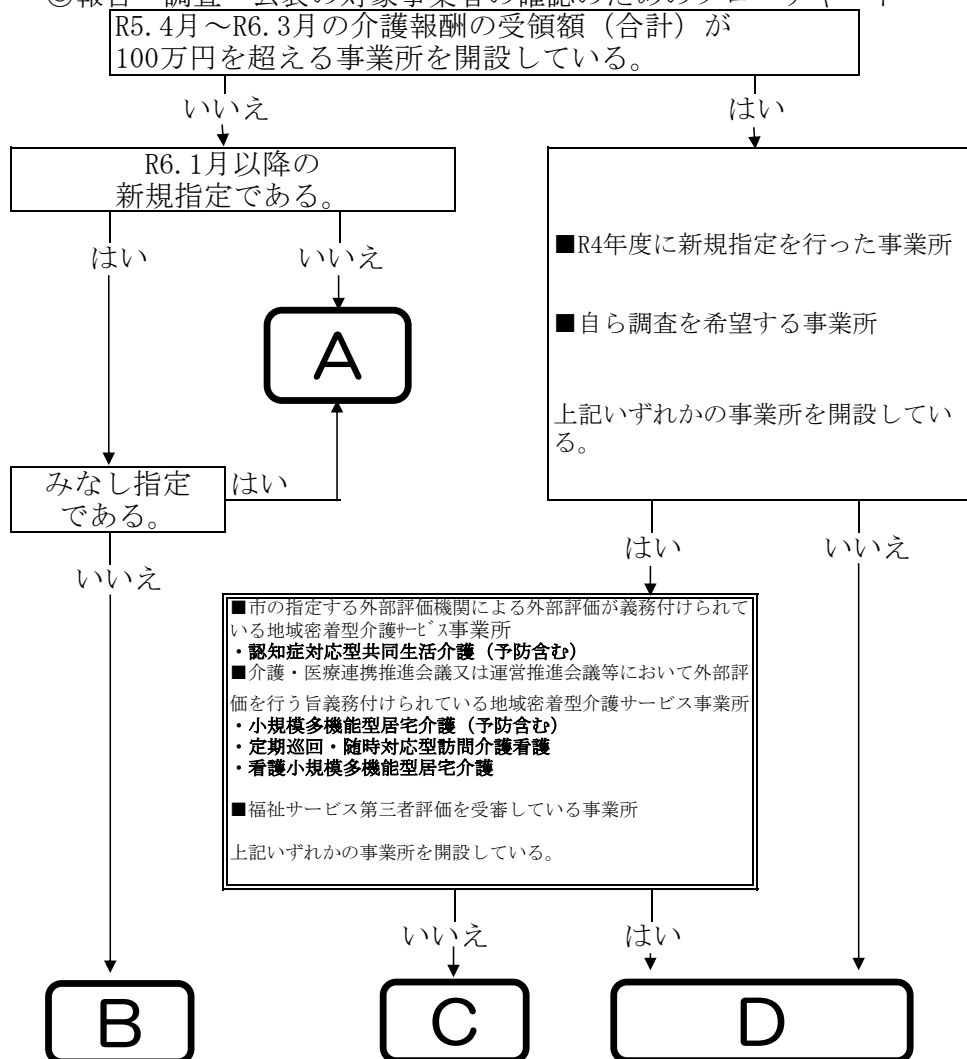 R5.4月～R6.3月の介護報酬の受領額（合計）が
100万円を超える事業所を開設している。
いいえ
はい
R6.1月以降の
新規指定である。
はい
いいえ
A
みなし指定
である。
はい
いいえ
■R4年度に新規指定を行った事業所
■自ら調査を希望する事業所
上記いずれかの事業所を開設してい
る。
はい
いいえ
■市の指定する外部評価機関による外部評価が義務付けられて
いる地域密着型介護ｻｰﾋﾞｽ事業所
・認知症対応型共同生活介護（予防含む）
■介護・医療連携推進会議又は運営推進会議等において外部評
価を行う旨義務付けられている地域密着型介護サービス事業所
・小規模多機能型居宅介護（予防含む）
・定期巡回・随時対応型訪問介護看護
・看護小規模多機能型居宅介護
■福祉サービス第三者評価を受審している事業所
上記いずれかの事業所を開設している。
いいえ
はい
B
C
D